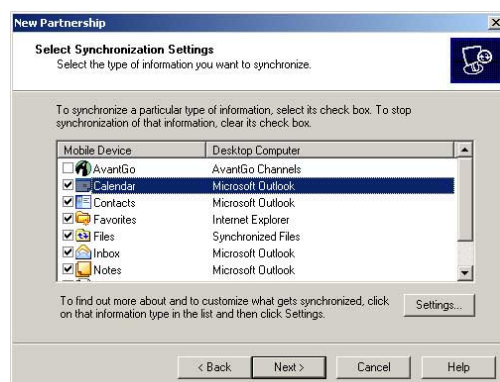 New Partnership
Select Synchronization Settings
Select the type of information you want to synchronize.
To synchronize a particular type of information, select its check box. To stop
synchronization of that information, clear its check box.
Mobile Device Desktop Computer
AvantGo AvantGo Channels
Calendar Microsoft Outlook
Contacts Microsoft Outlook
Favorites Internet Explorer
Files Synchronized Files
Inbox Microsoft Outlook
Notes Microsoft Outlook
To find out more about and to customize what gets synchronized, click
on that information type in the list and then click Settings.
Settings...
< Back Next > Cancel Help